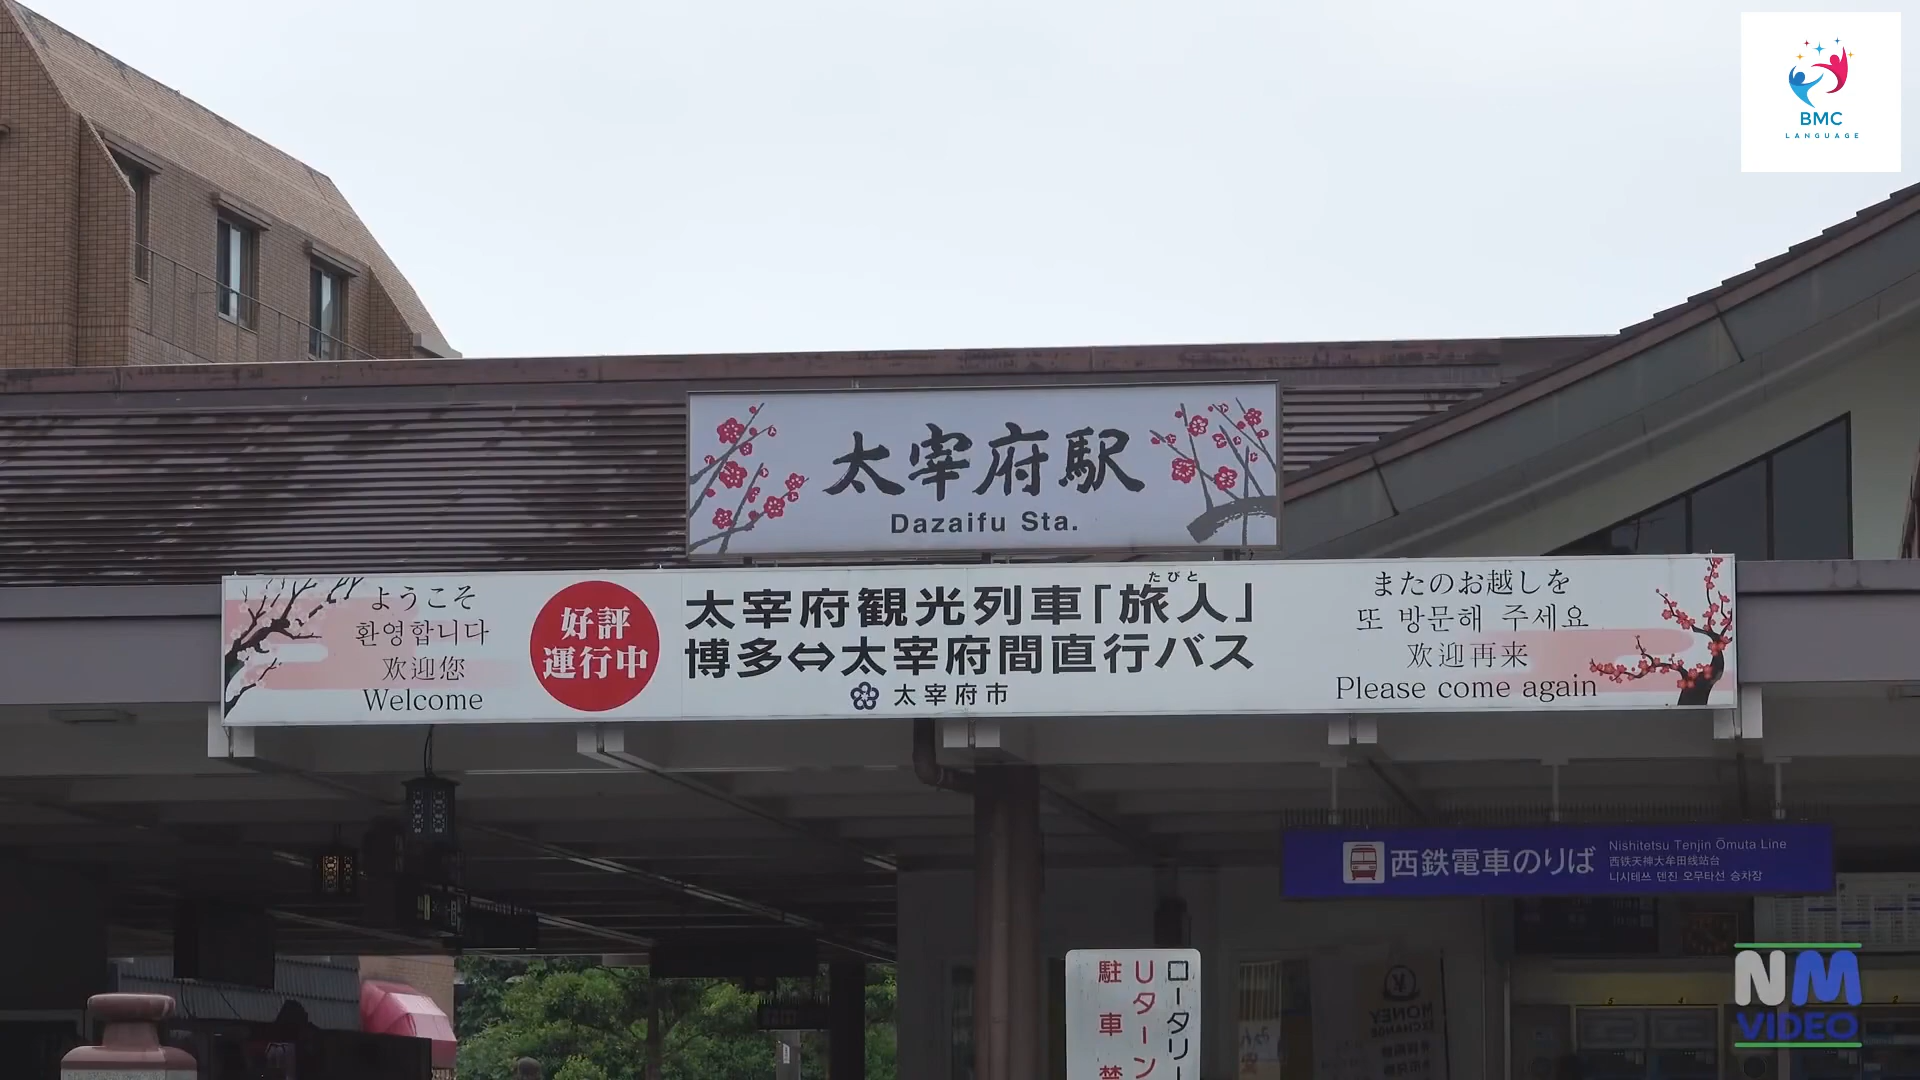 BMC
LANGUAGE
太宰府駅
Dazaifu Sta.
ようこそ
환영합니다
欢迎您
Welcome
好評
運行中
たびと
太宰府観光列車「旅人」
博多⇔太宰府間直行バス
太宰府市
またのお越しを
또 방문해 주세요
欢迎再来
Please come again
西鉄電車のりば
Nishitetsu Tenjin Ōmuta Line
西铁天神大牟田线站台
니시테쓰 덴진 오무타선 승차장
ロータリー
Uターン
駐車禁
MONEY
EXCHANGE
NM
VIDEO